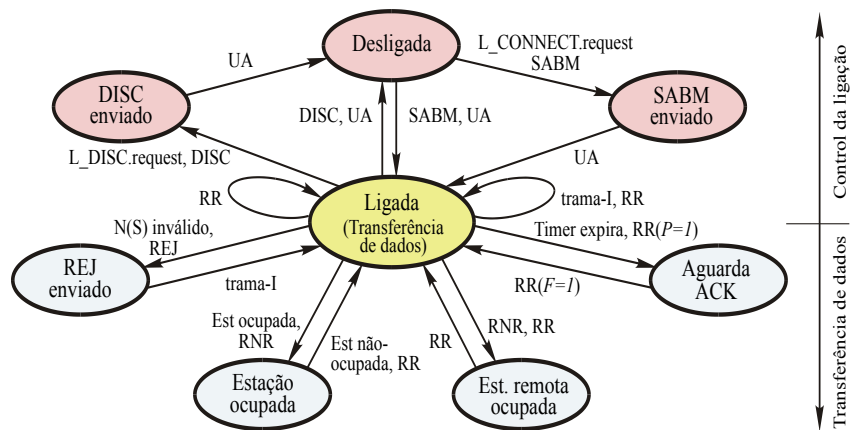 Desligada
L_CONNECT.request
SABM
UA
DISC
enviado
SABM
enviado
DISC, UA
SABM, UA
L_DISC.request, DISC
UA
RR
Ligada
(Transferência
de dados)
trama-I, RR
N(S) inválido,
REJ
Timer expira, RR(P=1)
REJ
enviado
trama-I
RR(F=1)
Aguarda
ACK
Est ocupada,
RNR
Est não-
ocupada, RR
RR
RNR, RR
Estação
ocupada
Est. remota
ocupada
Control da ligação
Transferência de dados